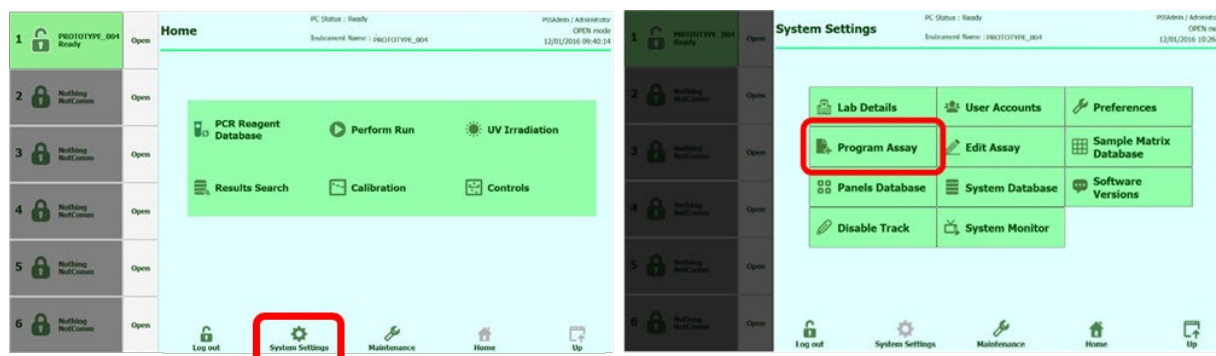 1 PROTOTYPE_004 Ready Open
2 Nothing NotComm Open
3 Nothing NotComm Open
4 Nothing NotComm Open
5 Nothing NotComm Open
6 Nothing NotComm Open
Home
PC Status : Ready
Instrument Name : PROTOTYPE_004
PSSAdmin / Administrator
OPEN mode
12/01/2016 09:40:14
PCR Reagent
Database
Perform Run
UV Irradiation
Results Search
Calibration
Controls
Log out
System Settings
Maintenance
Home
Up
1 PROTOTYPE_004 Ready Open
2 Nothing NotComm Open
3 Nothing NotComm Open
4 Nothing NotComm Open
5 Nothing NotComm Open
6 Nothing NotComm Open
System Settings
PC Status : Ready
Instrument Name : PROTOTYPE_004
PSSAdmin / Administr
OPEN mo
12/01/2016 10:26
Lab Details
User Accounts
Preferences
Program Assay
Edit Assay
Sample Matrix
Database
Panels Database
System Database
Software
Versions
Disable Track
System Monitor
Log out
System Settings
Maintenance
Home
Up